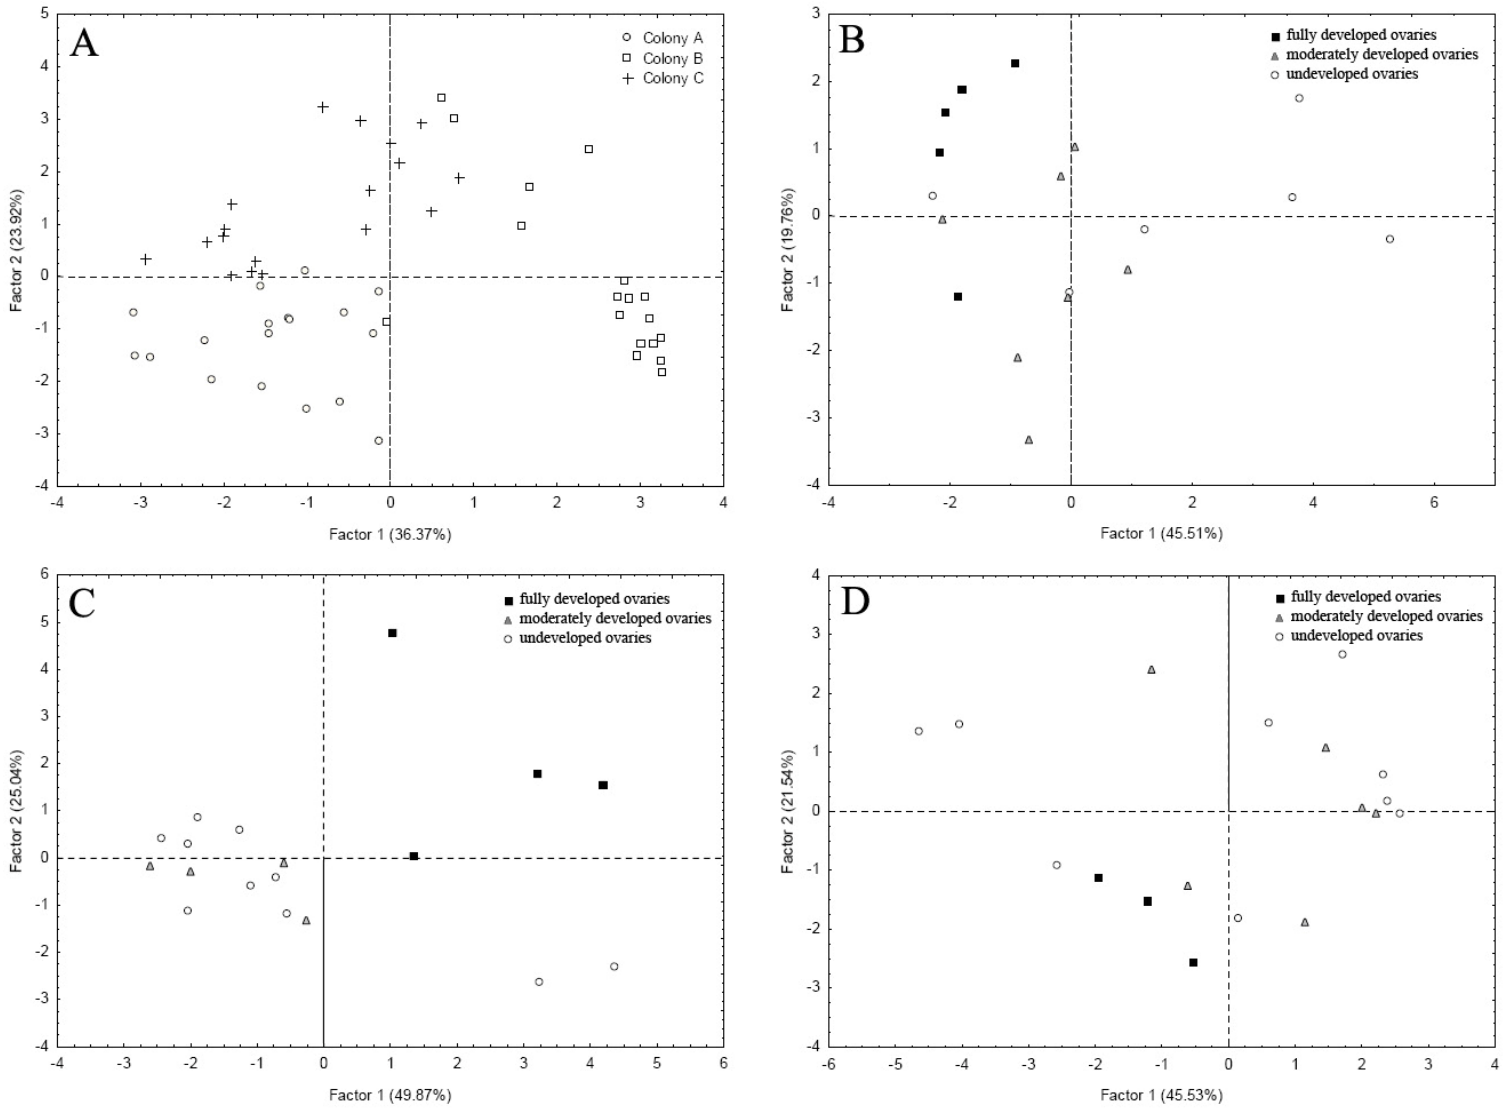 A
Colony A
Colony B
Colony C
5
4
3
2
1
0
-1
-2
-3
-4
Factor 2 (23.92%)
-4 -3 -2 -1 0 1 2 3 4
Factor 1 (36.37%)
B
fully developed ovaries
moderately developed ovaries
undeveloped ovaries
3
2
1
0
-1
-2
-3
-4
Factor 2 (19.76%)
-4 -2 0 2 4 6
Factor 1 (45.51%)
C
fully developed ovaries
moderately developed ovaries
undeveloped ovaries
6
5
4
3
2
1
0
-1
-2
-3
-4
Factor 2 (25.04%)
-4 -3 -2 -1 0 1 2 3 4 5 6
Factor 1 (49.87%)
D
fully developed ovaries
moderately developed ovaries
undeveloped ovaries
4
3
2
1
0
-1
-2
-3
-4
Factor 2 (21.54%)
-6 -5 -4 -3 -2 -1 0 1 2 3 4
Factor 1 (45.53%)